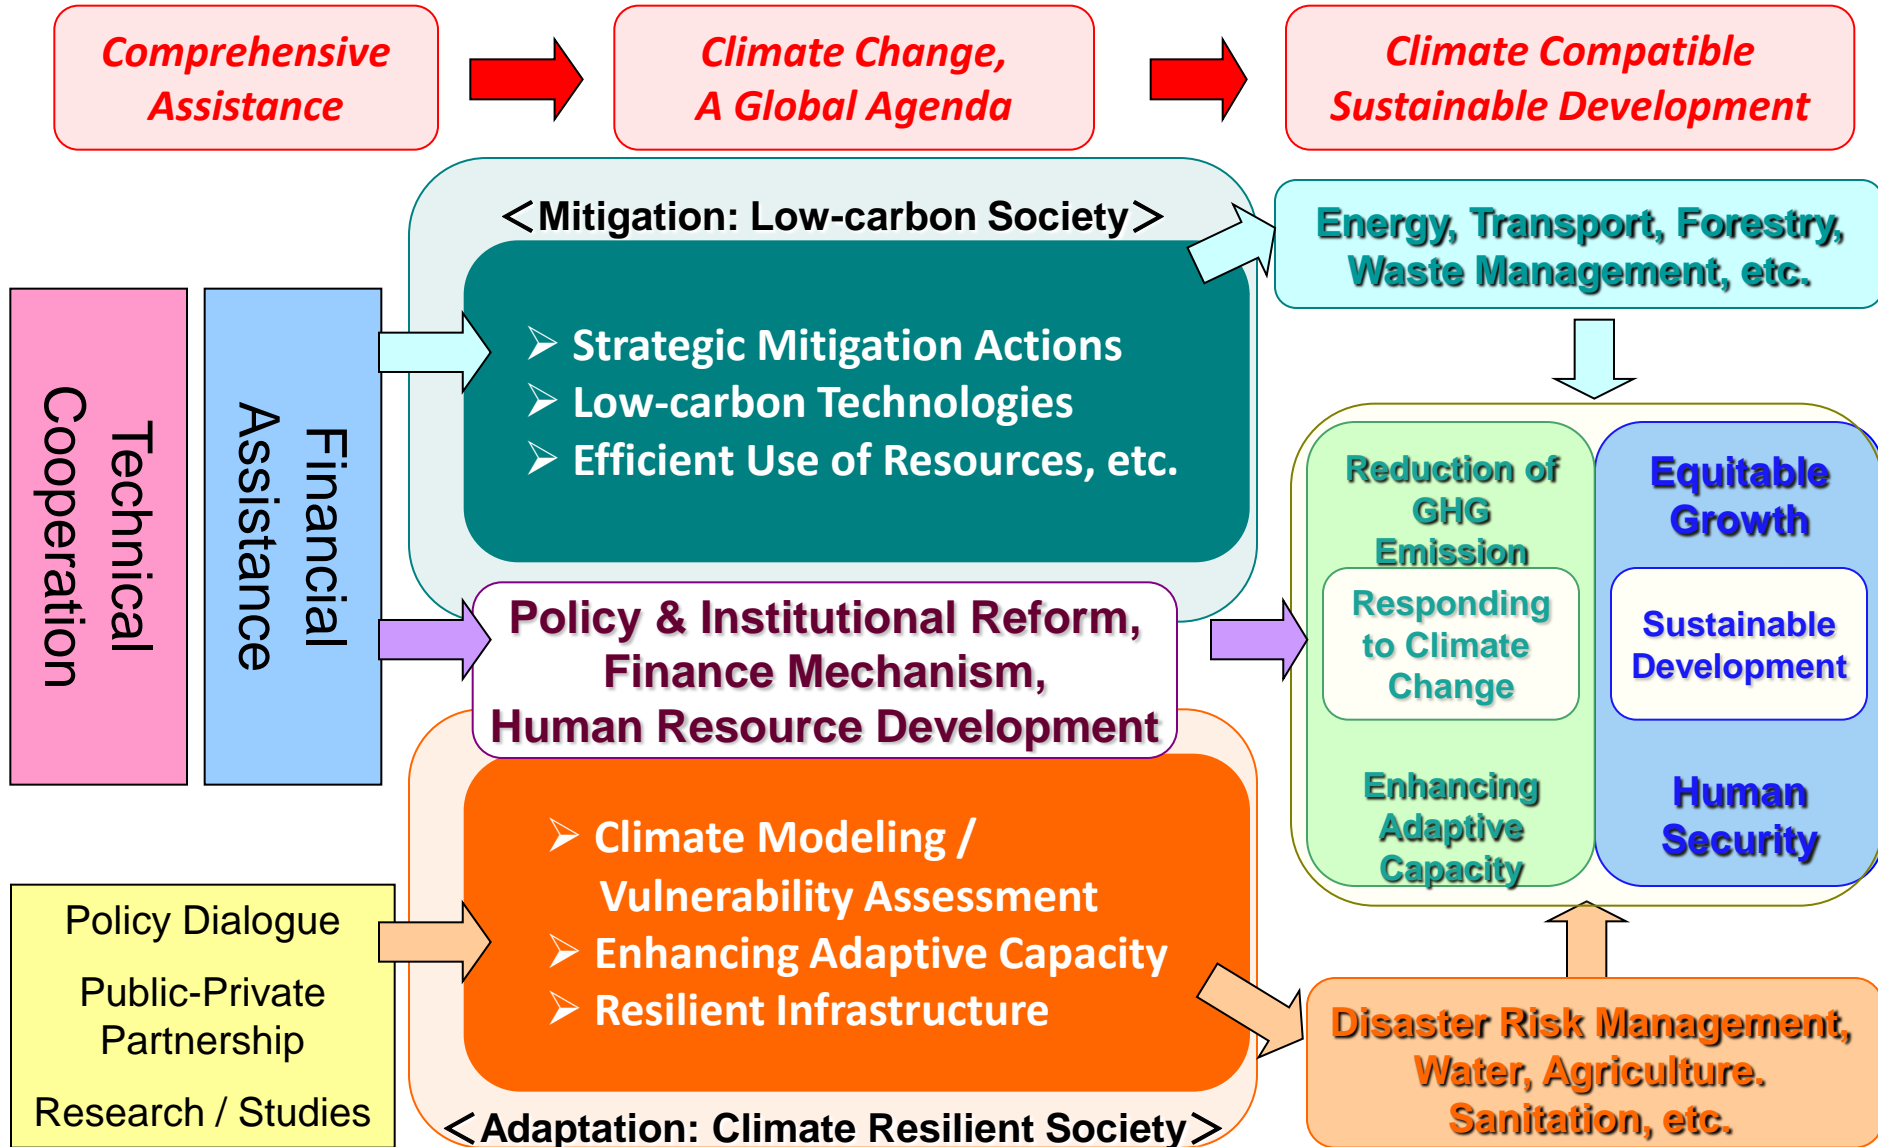 Comprehensive
Assistance
Climate Change,
A Global Agenda
Climate Compatible
Sustainable Development
Technical
Cooperation
Financial
Assistance
Policy Dialogue
Public-Private
Partnership
Research / Studies
＜Mitigation: Low-carbon Society＞
➢ Strategic Mitigation Actions
➢ Low-carbon Technologies
➢ Efficient Use of Resources, etc.
Policy & Institutional Reform,
Finance Mechanism,
Human Resource Development
➢ Climate Modeling /
Vulnerability Assessment
➢ Enhancing Adaptive Capacity
➢ Resilient Infrastructure
＜Adaptation: Climate Resilient Society＞
Energy, Transport, Forestry,
Waste Management, etc.
Reduction of
GHG
Emission
Responding
to Climate
Change
Enhancing
Adaptive
Capacity
Equitable
Growth
Sustainable
Development
Human
Security
Disaster Risk Management,
Water, Agriculture.
Sanitation, etc.